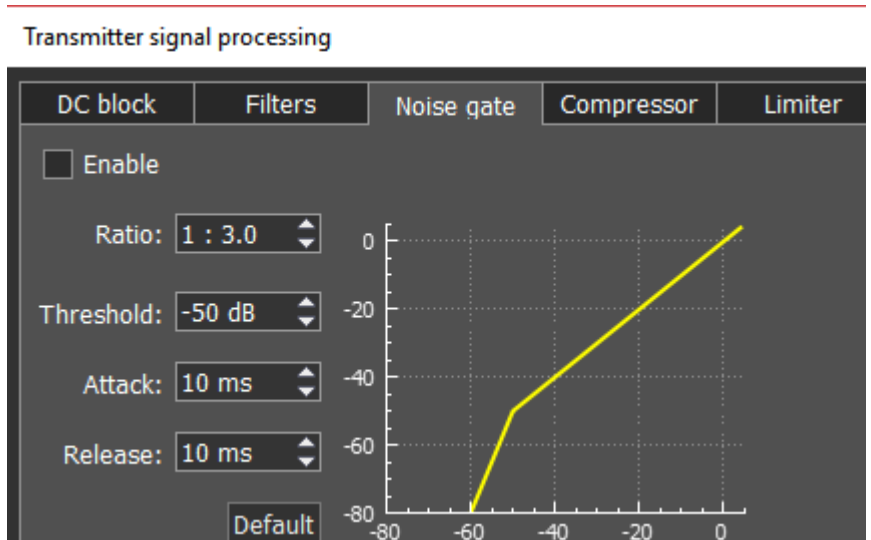 Transmitter signal processing
DC block Filters Noise gate Compressor Limiter
Enable
Ratio: 1 : 3.0
Threshold: -50 dB
Attack: 10 ms
Release: 10 ms
Default
0
-20
-40
-60
-80
-80 -60 -40 -20 0